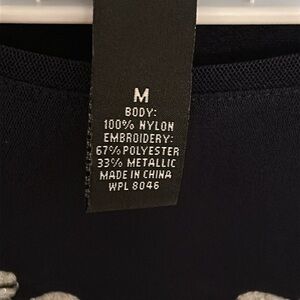 M
BODY:
100% NYLON
EMBROIDERY:
67% POLYESTER
33% METALLIC
MADE IN CHINA
WPL 8046